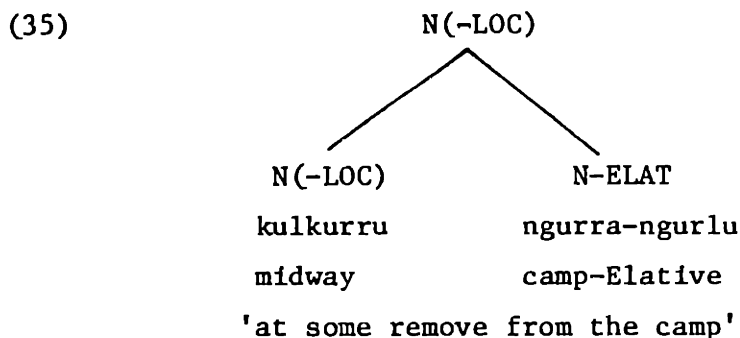 (35) N(-LOC)
N(-LOC) N-ELAT
kulkurru ngurra-ngurlu
midway camp-Elative
'at some remove from the camp'